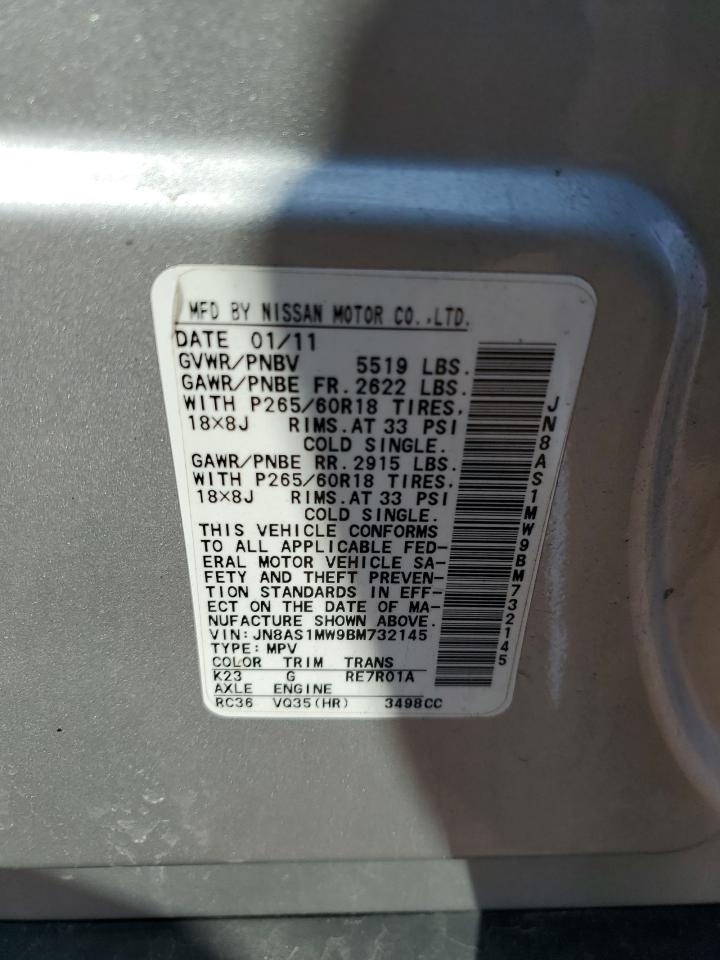 MFD BY NISSAN MOTOR CO.,LTD.
DATE 01/11
GVWR/PNBV 5519 LBS.
GAWR/PNBE FR. 2622 LBS.
WITH P265/60R18 TIRES.
18×8J RIMS. AT 33 PSI
COLD SINGLE.
GAWR/PNBE RR. 2915 LBS.
WITH P265/60R18 TIRES.
18×8J RIMS. AT 33 PSI
COLD SINGLE.
THIS VEHICLE CONFORMS
TO ALL APPLICABLE FED-
ERAL MOTOR VEHICLE SA-
FETY AND THEFT PREVEN-
TION STANDARDS IN EFF-
ECT ON THE DATE OF MA-
NUFACTURE SHOWN ABOVE.
VIN: JN8AS1MW9BM732145
TYPE: MPV
COLOR TRIM TRANS
K23 G RE7R01A
AXLE ENGINE
RC36 VQ35(HR) 3498CC
JN8AS1MW9BM732145